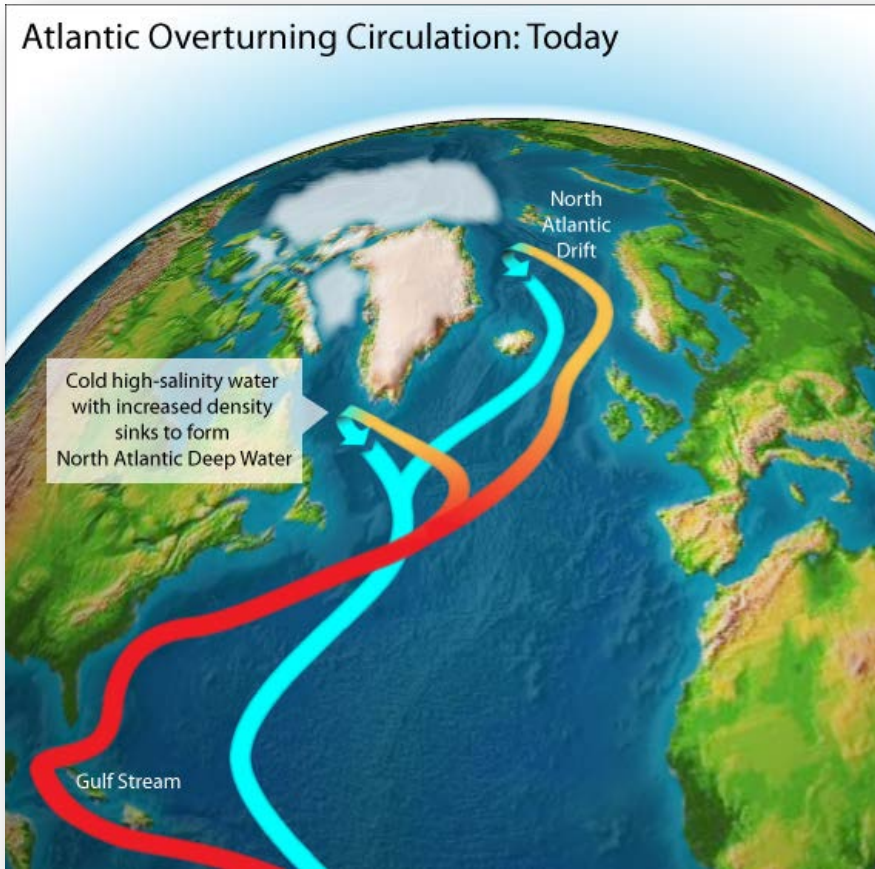 Atlantic Overturning Circulation: Today
North
Atlantic
Drift
Cold high-salinity water
with increased density
sinks to form
North Atlantic Deep Water
Gulf Stream